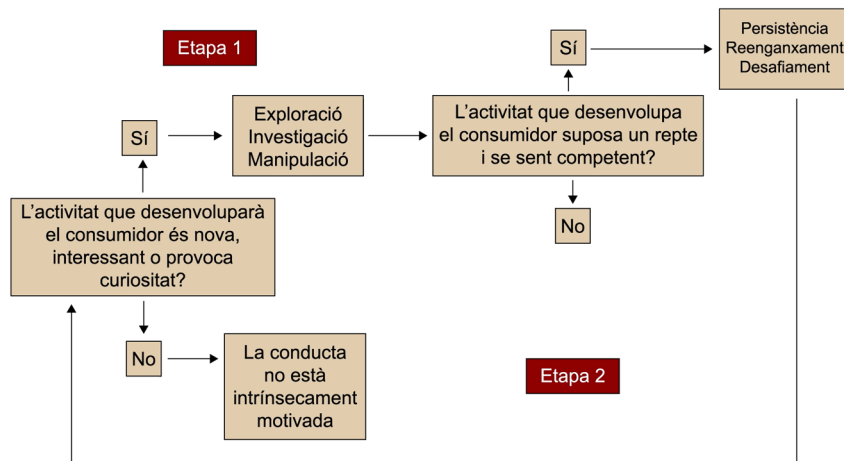 Etapa 1
Sí
Persistència
Reenganxament
Desafiament
Sí
Exploració
Investigació
Manipulació
L'activitat que desenvolupa
el consumidor suposa un repte
i se sent competent?
No
L'activitat que desenvoluparà
el consumidor és nova,
interessant o provoca
curiositat?
No
La conducta
no està
intrínsecament
motivada
Etapa 2